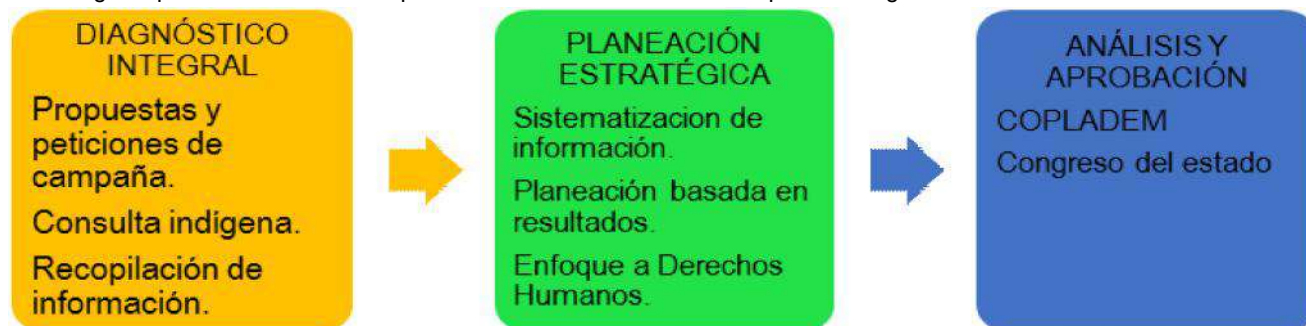 DIAGNÓSTICO
INTEGRAL
Propuestas y
peticiones de
campaña.
Consulta indígena.
Recopilación de
información.
PLANEACIÓN
ESTRATÉGICA
Sistematizacion de
información.
Planeación basada en
resultados.
Enfoque a Derechos
Humanos.
ANÁLISIS Y
APROBACIÓN
COPLADEM
Congreso del estado